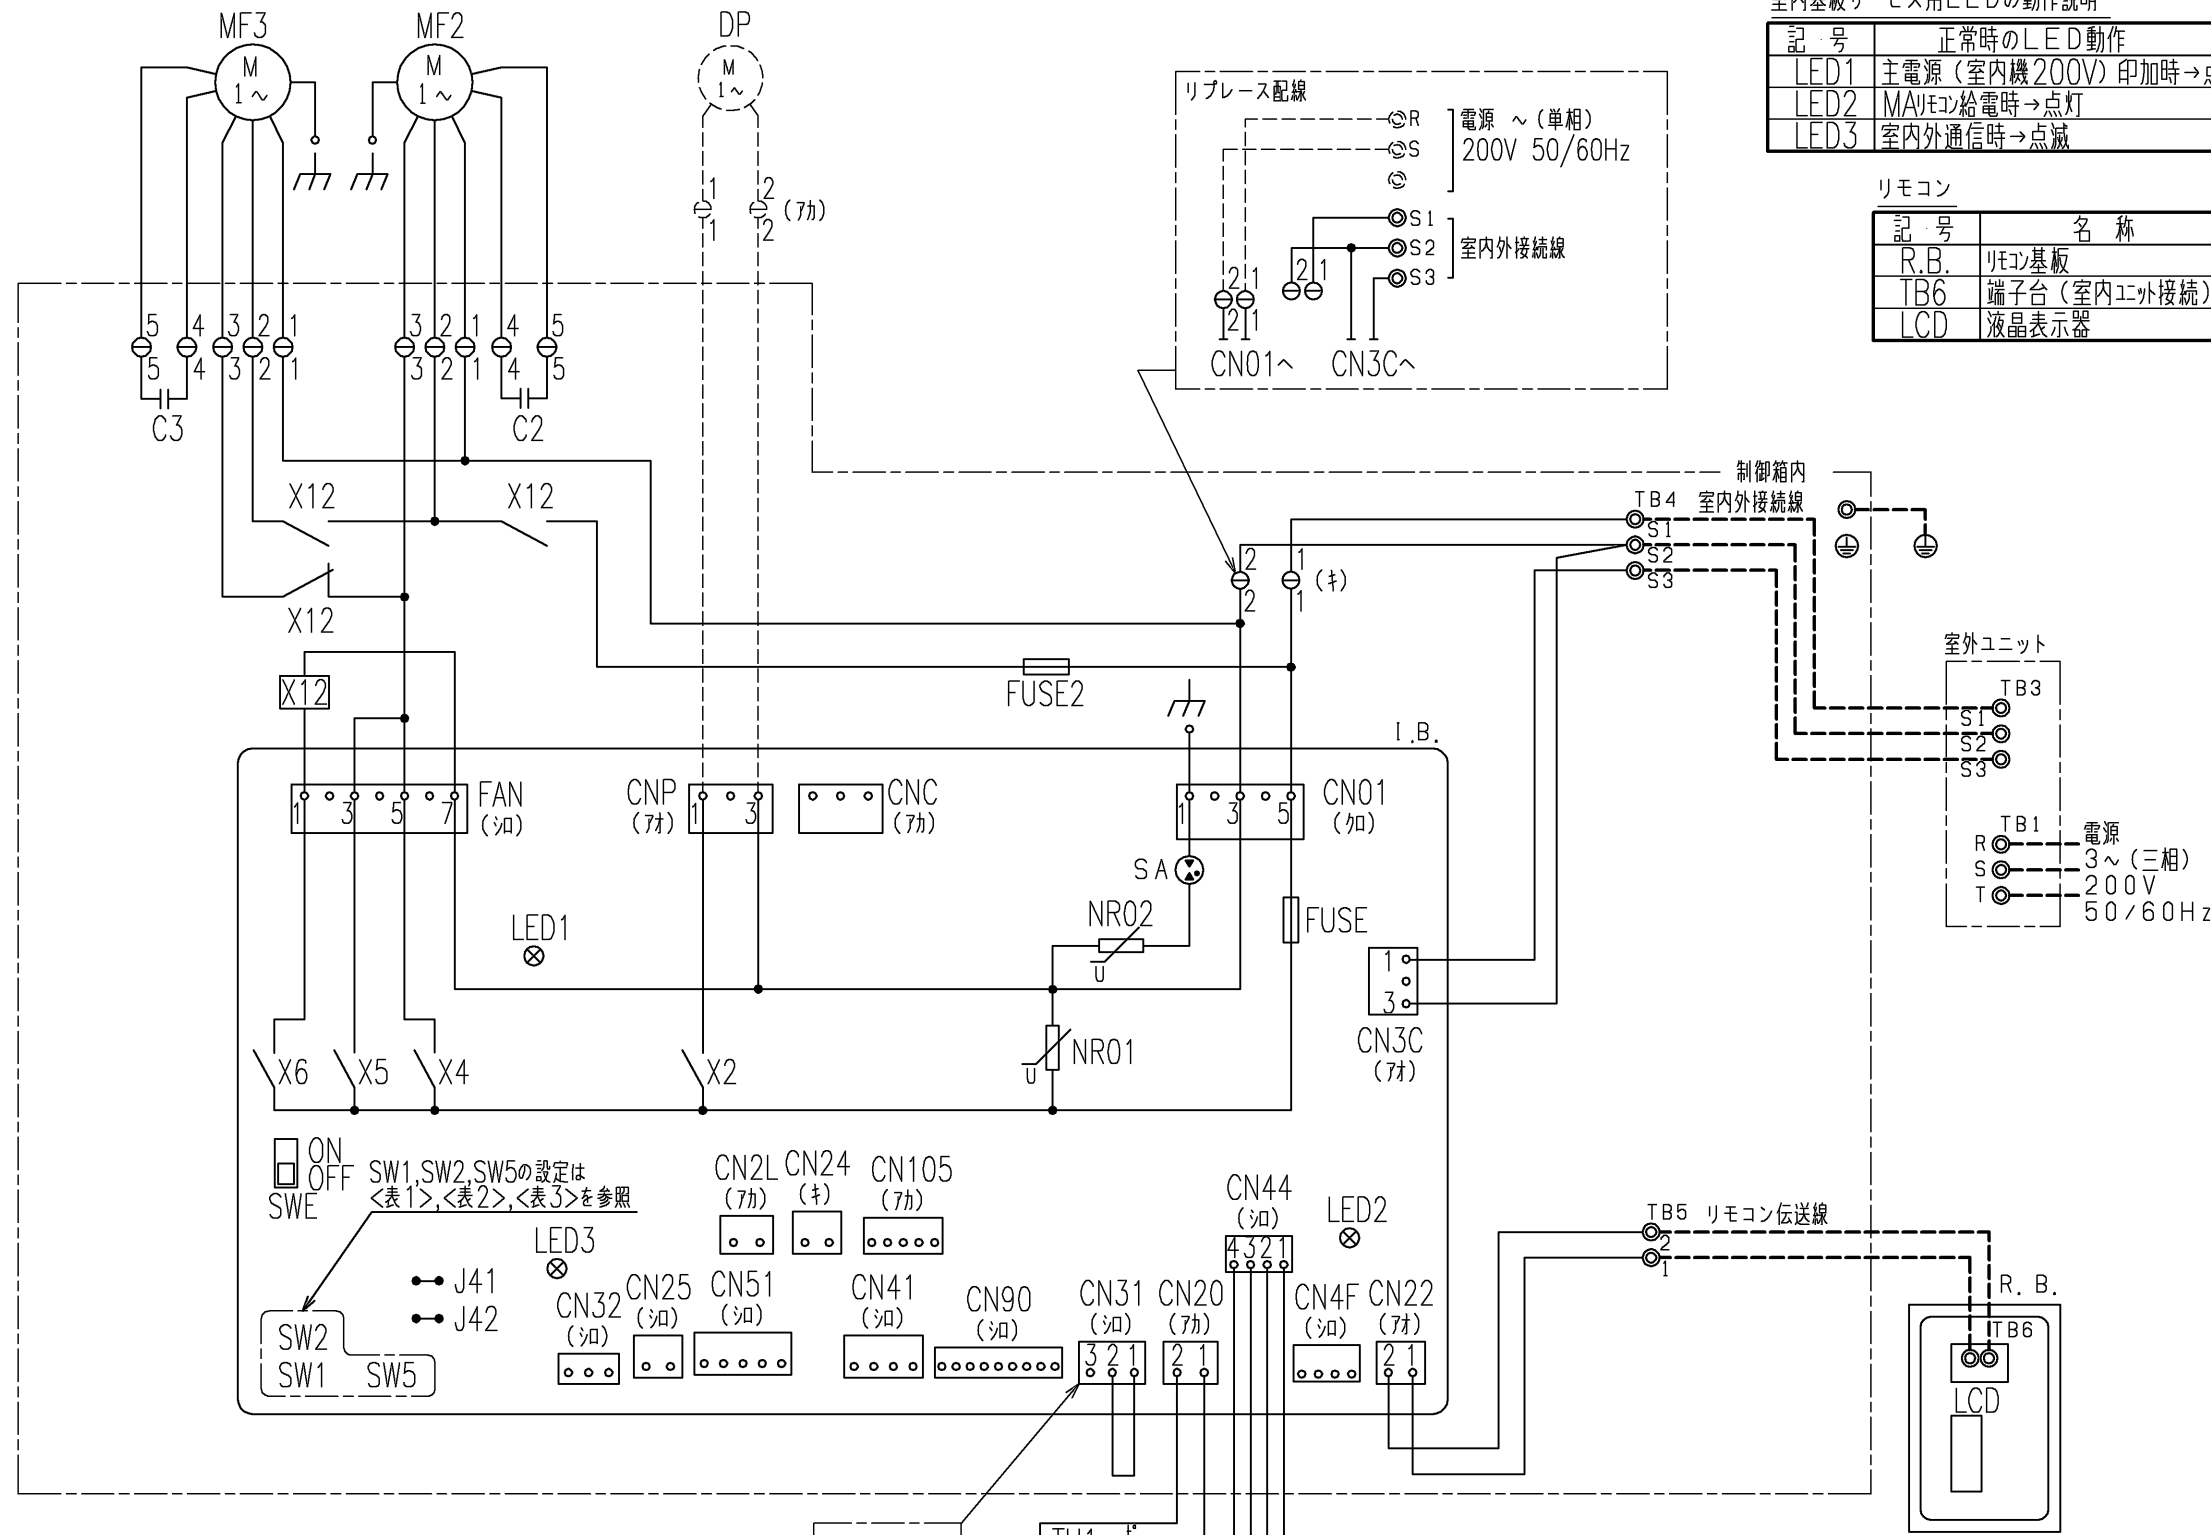 MF3
MF2
DP
M
1～
M
1～
M
1～
1
1
2
2
(アカ)
リプレース配線
R
S
電源 ～(単相)
200V 50/60Hz
S1
S2
S3
室内外接続線
2 1
2 1
2 1
CN01へ
CN3Cへ
記 号
正常時のLED動作
LED1
主電源(室内機200V)印加時→
LED2
MAリモコン給電時→点灯
LED3
室内外通信時→点滅
リモコン
記 号
名 称
R.B.
リモコン基板
TB6
端子台(室内ユニット接続)
LCD
液晶表示器
5 4 3 2 1
5 4 3 2 1
3 2 1 4 5
3 2 1 4 5
C3
C2
X12
X12
X12
X12
制御箱内
TB4
室内外接続線
S1
S2
S3
2 1
2 1
(キ)
FUSE2
室外ユニット
TB3
S1
S2
S3
TB1
R
S
T
電源
3～(三相)
200V
50/60Hz
I.B.
FAN
(シロ)
1 3 5 7
CNP
(アオ)
1 3
CNC
(アカ)
CN01
(クロ)
1 3 5
SA
NR02
U
FUSE
LED1
NR01
U
1
3
CN3C
(アオ)
X6
X5
X4
X2
ON
OFF
SWE
SW1,SW2,SW5の設定は
<表1>,<表2>,<表3>を参照
CN2L
(アカ)
CN24
(キ)
CN105
(アカ)
CN44
(シロ)
4321
LED2
LED3
J41
J42
SW2
SW1
SW5
CN32
(シロ)
CN25
(シロ)
CN51
(シロ)
CN41
(シロ)
CN90
(シロ)
CN31
(シロ)
3 2 1
CN20
(アカ)
2 1
CN4F
(シロ)
CN22
(アオ)
2 1
TB5
リモコン伝送線
2
1
R.B.
TB6
LCD